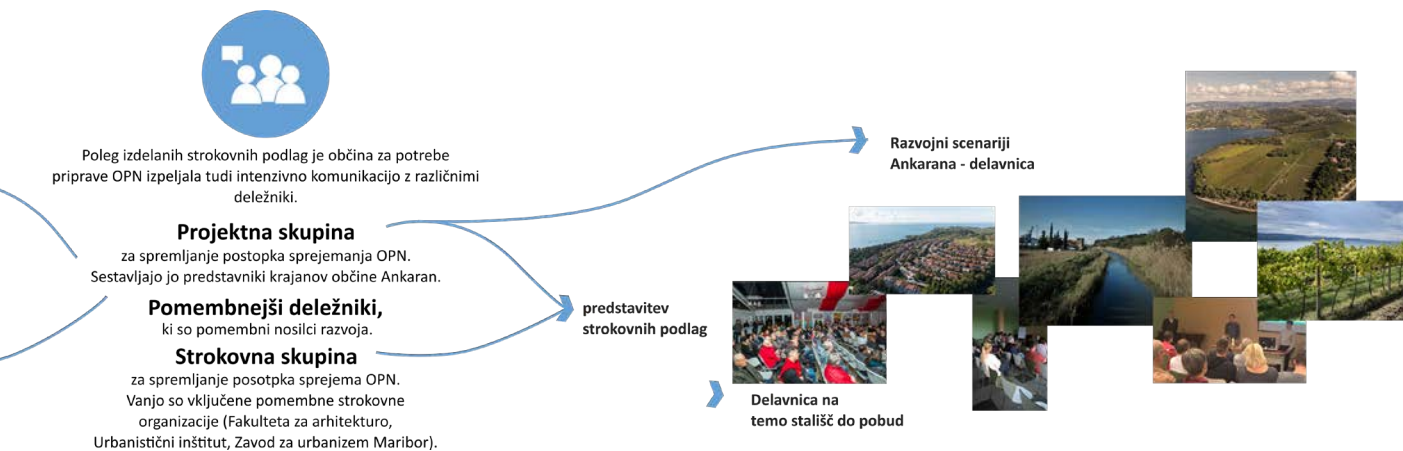 Poleg izdelanih strokovnih podlag je občina za potrebe
priprave OPN izpeljala tudi intenzivno komunikacijo z različnimi
deležniki.
Projektna skupina
za spremljanje postopka sprejemanja OPN.
Sestavljajo jo predstavniki krajanov občine Ankaran.
Pomembnejši deležniki,
ki so pomembni nosilci razvoja.
Strokovna skupina
za spremljanje posotpka sprejema OPN.
Vanjo so vključene pomembne strokovne
organizacije (Fakulteta za arhitekturo,
Urbanistični inštitut, Zavod za urbanizem Maribor).
predstavitev
strokovnih podlag
Razvojni scenariji
Ankarana - delavnica
Delavnica na
temo stališč do pobud